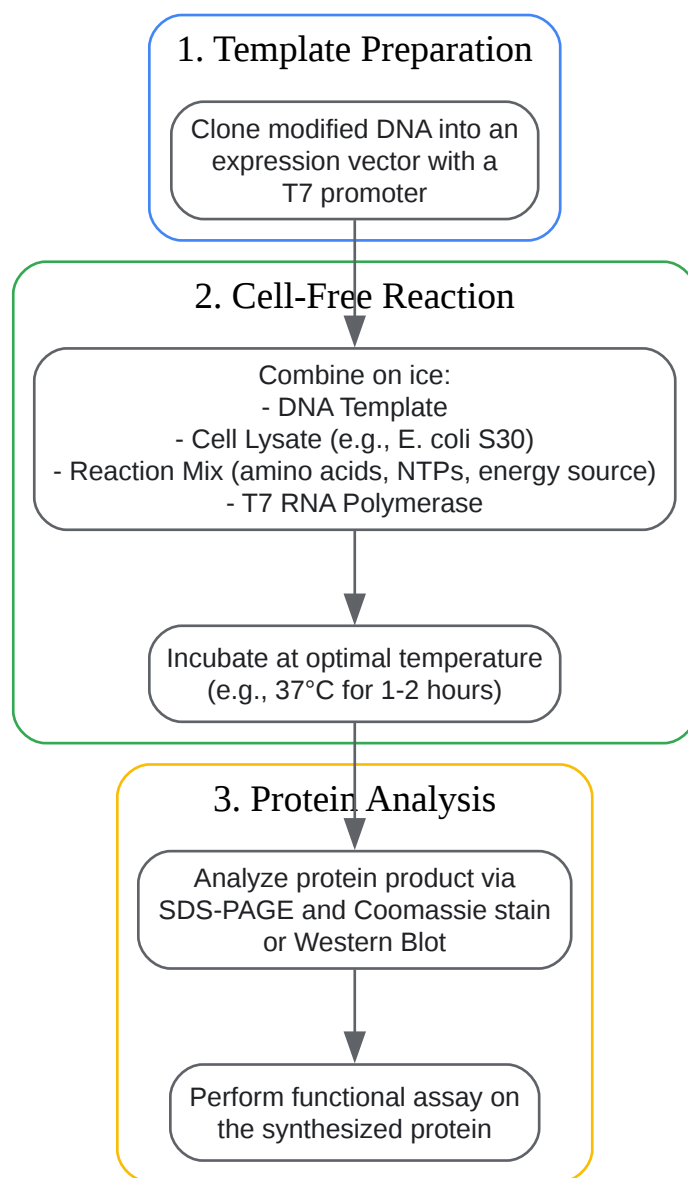 1. Template Preparation
Clone modified DNA into an
expression vector with a
T7 promoter
2. Cell-Free Reaction
Combine on ice:
- DNA Template
- Cell Lysate (e.g., E. coli S30)
- Reaction Mix (amino acids, NTPs, energy source)
- T7 RNA Polymerase
Incubate at optimal temperature
(e.g., 37°C for 1-2 hours)
3. Protein Analysis
Analyze protein product via
SDS-PAGE and Coomassie stain
or Western Blot
Perform functional assay on
the synthesized protein